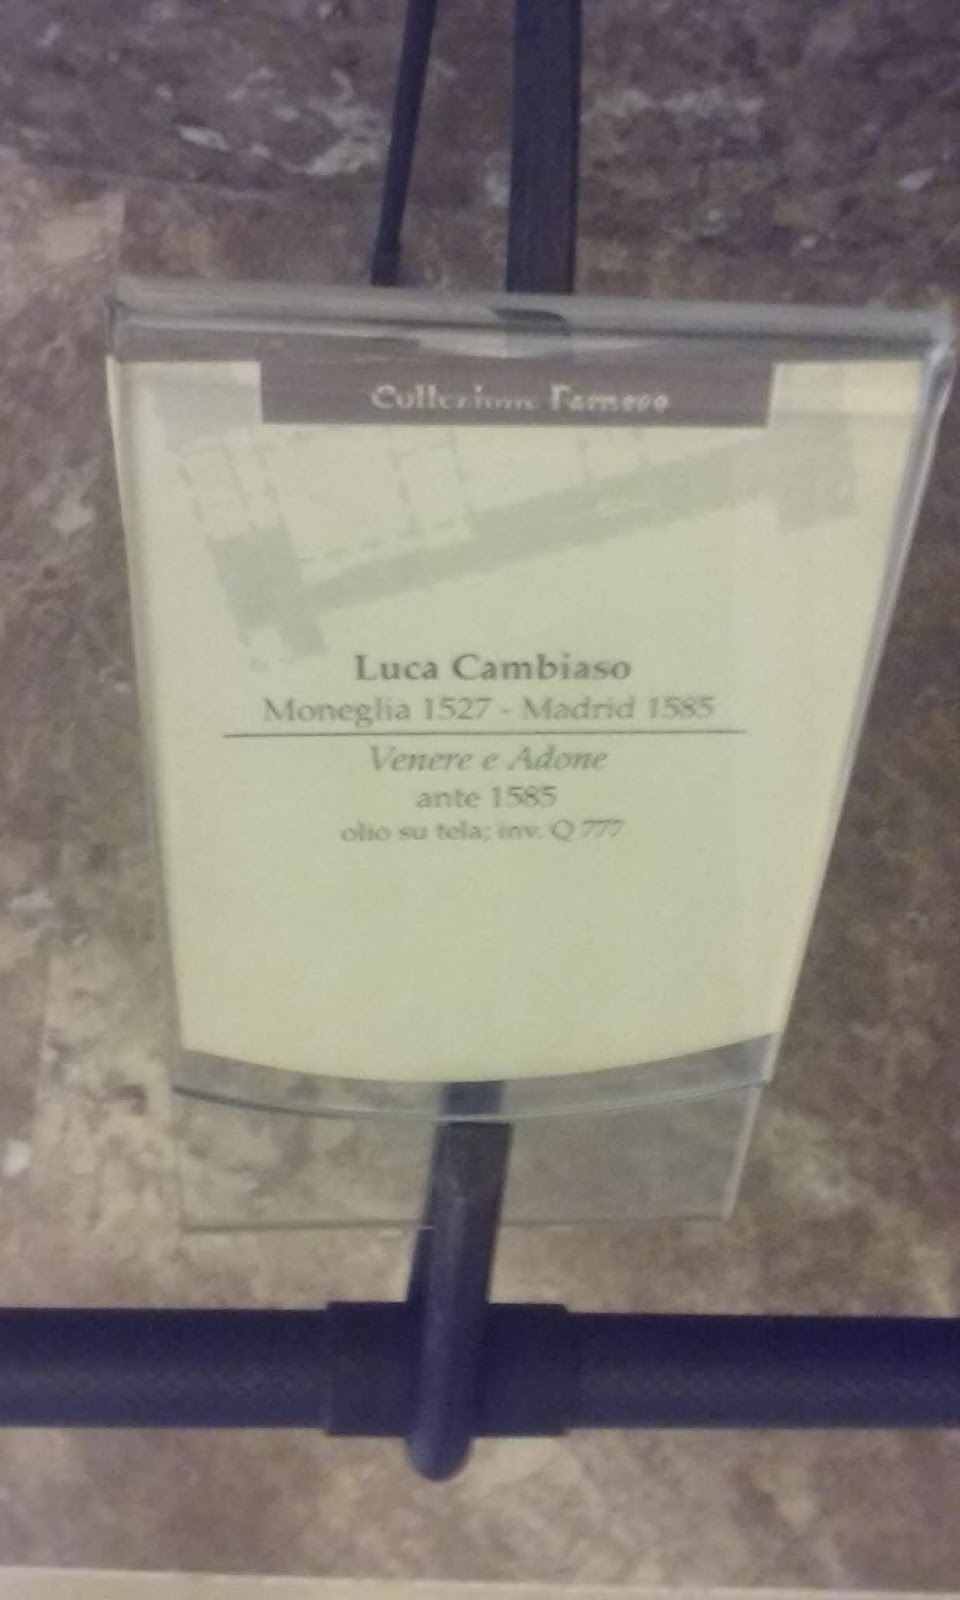 Collezione Farnese
Luca Cambiaso
Moneglia 1527 - Madrid 1585
Venere e Adone
ante 1585
olio su tela; inv. Q 777